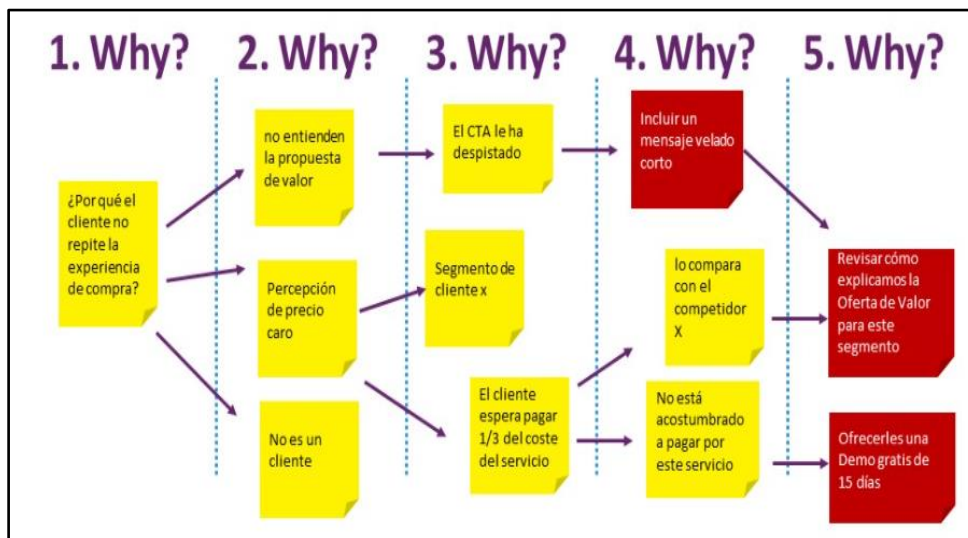 1. Why?
2. Why?
3. Why?
4. Why?
5. Why?
¿Por qué el
cliente no
repite la
experiencia
de compra?
no entienden
la propuesta
de valor
Percepción
de precio
caro
No es un
cliente
El CTA le ha
despistado
Segmento de
cliente x
El cliente
espera pagar
1/3 del coste
del servicio
Incluir un
mensaje velado
corto
lo compara
con el
competidor
X
No está
acostumbrado
a pagar por
este servicio
Revisar cómo
explicamos la
Oferta de Valor
para este
segmento
Ofrecerles una
Demo gratis de
15 días